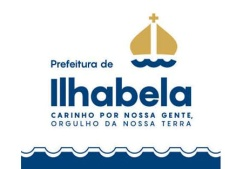 Prefeitura de
Ilhabela
CARINHO POR NOSSA GENTE,
ORGULHO DA NOSSA TERRA